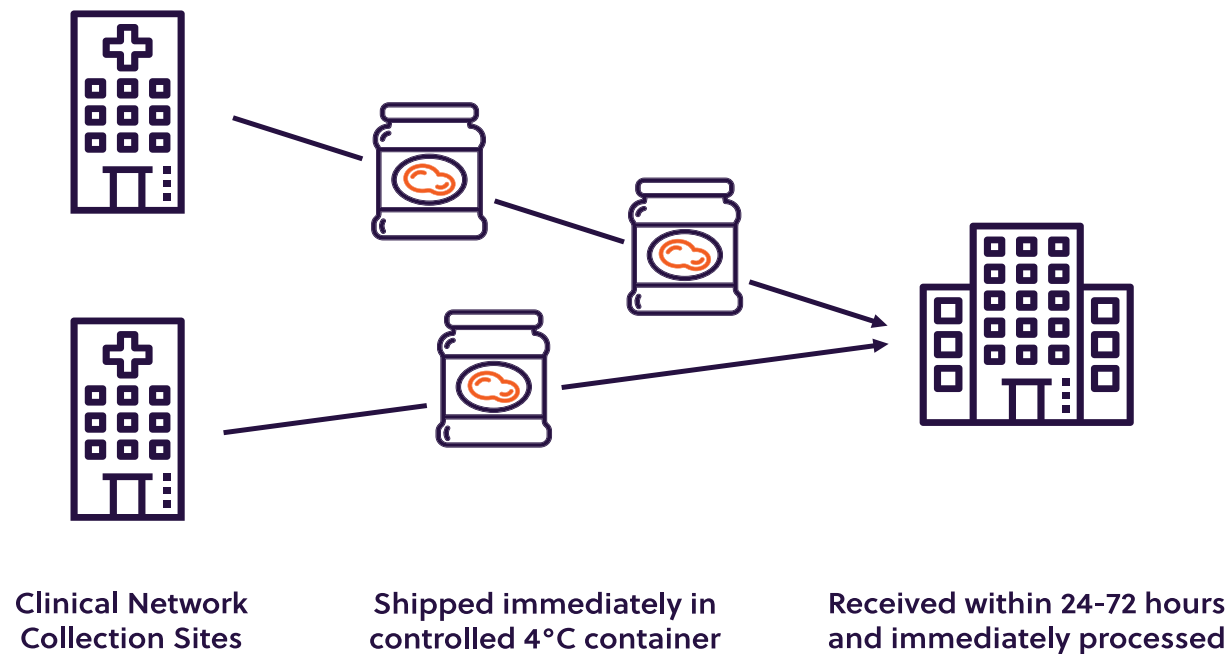 Clinical Network
Collection Sites
Shipped immediately in
controlled 4°C container
Received within 24-72 hours
and immediately processed